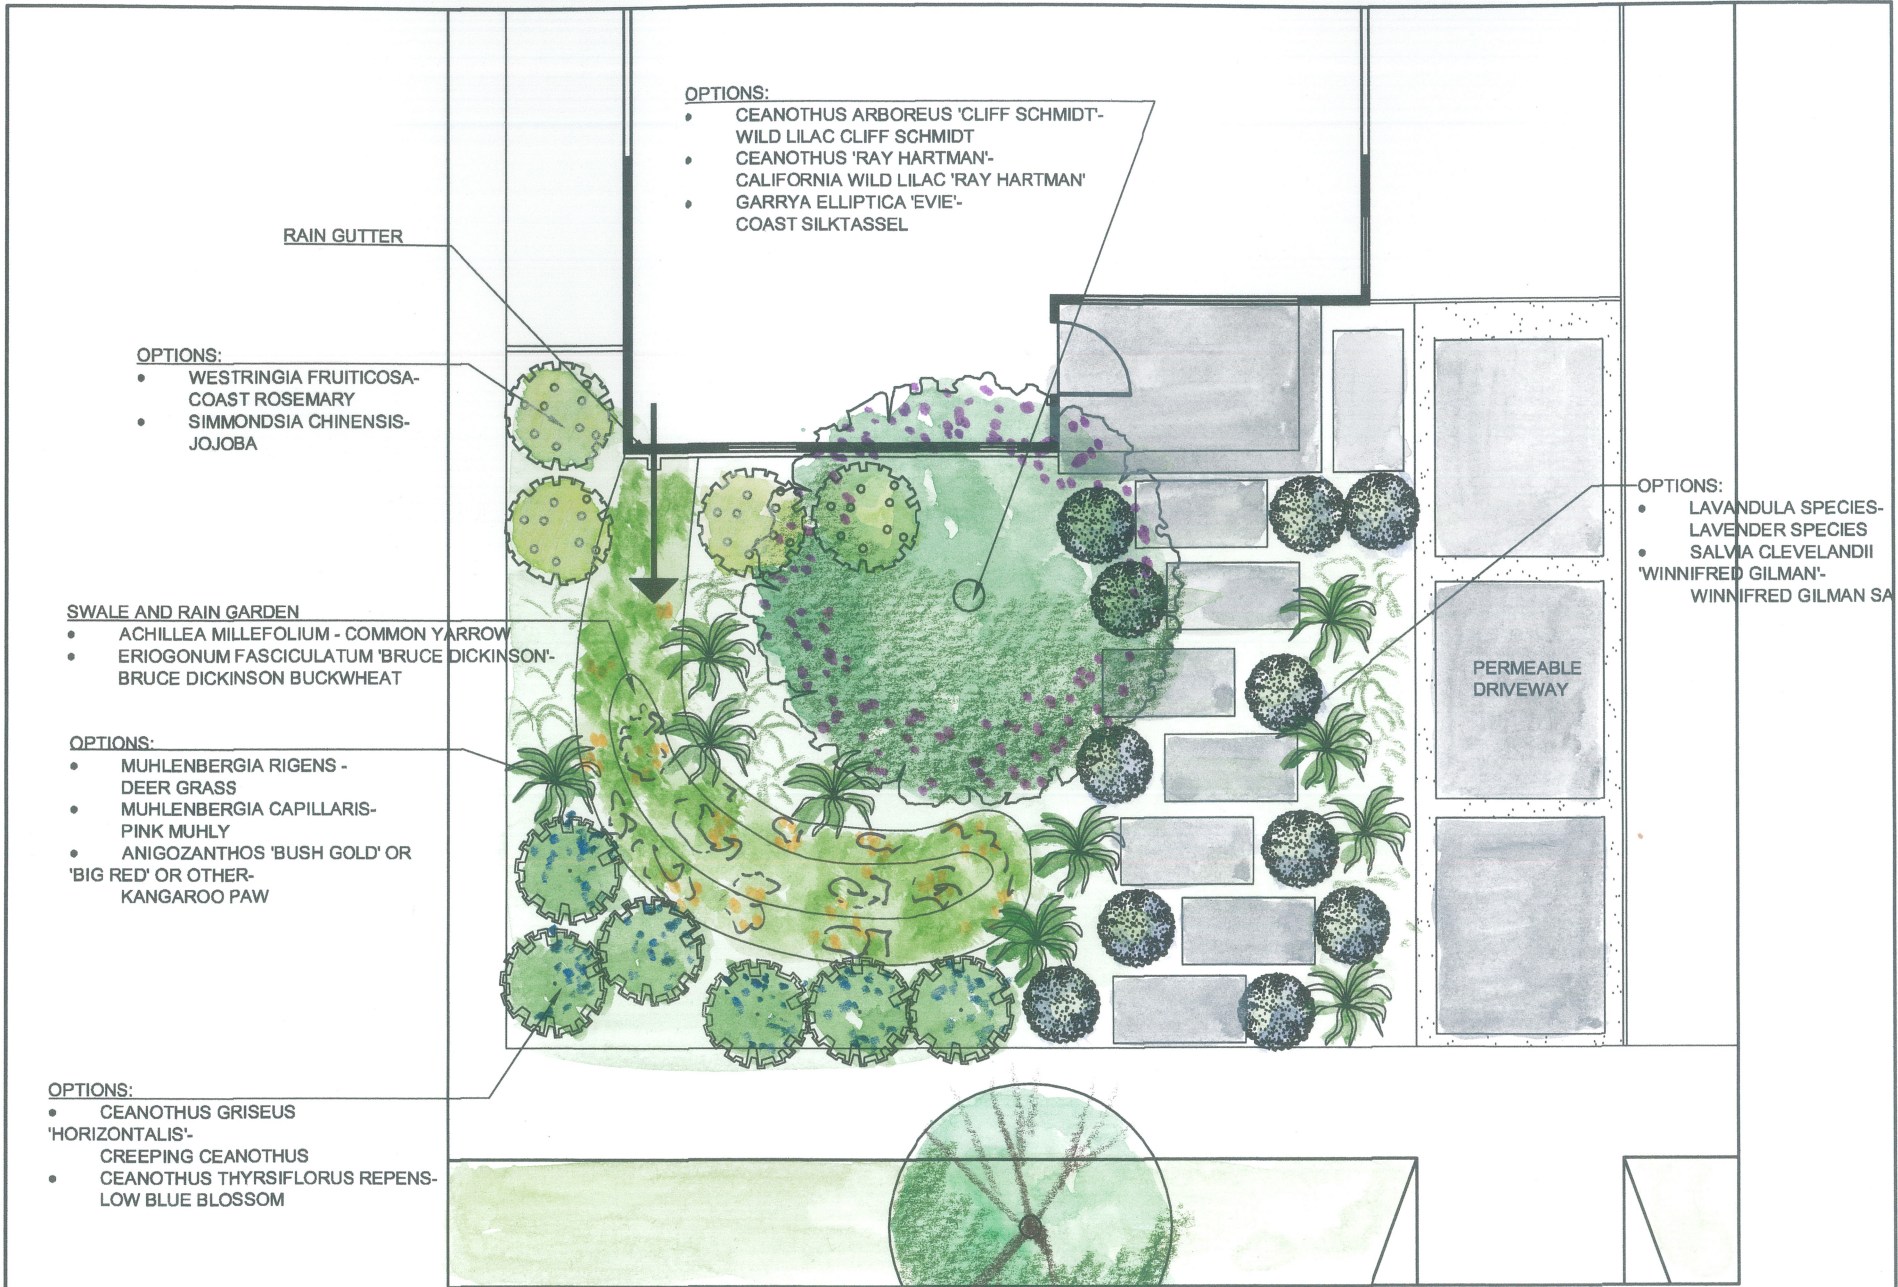 OPTIONS:
• CEANOTHUS ARBOREUS 'CLIFF SCHMIDT'-
WILD LILAC CLIFF SCHMIDT
• CEANOTHUS 'RAY HARTMAN'-
CALIFORNIA WILD LILAC 'RAY HARTMAN'
• GARRYA ELLIPTICA 'EVIE'-
COAST SILKTASSEL
RAIN GUTTER
OPTIONS:
• WESTRINGIA FRUITICOSA-
COAST ROSEMARY
• SIMMONDSIA CHINENSIS-
JOJOBA
SWALE AND RAIN GARDEN
• ACHILLEA MILLEFOLIUM - COMMON YARROW
• ERIOGONUM FASCICULATUM 'BRUCE DICKINSON'-
BRUCE DICKINSON BUCKWHEAT
OPTIONS:
• MUHLENBERGIA RIGENS -
DEER GRASS
• MUHLENBERGIA CAPILLARIS-
PINK MUHLY
• ANIGOZANTHOS 'BUSH GOLD' OR
'BIG RED' OR OTHER-
KANGAROO PAW
OPTIONS:
• CEANOTHUS GRISEUS
'HORIZONTALIS'-
CREEPING CEANOTHUS
• CEANOTHUS THYRSIFLORUS REPENS-
LOW BLUE BLOSSOM
OPTIONS:
• LAVANDULA SPECIES-
LAVENDER SPECIES
• SALVIA CLEVELANDII
'WINNIFRED GILMAN'-
WINNIFRED GILMAN SA
PERMEABLE
DRIVEWAY